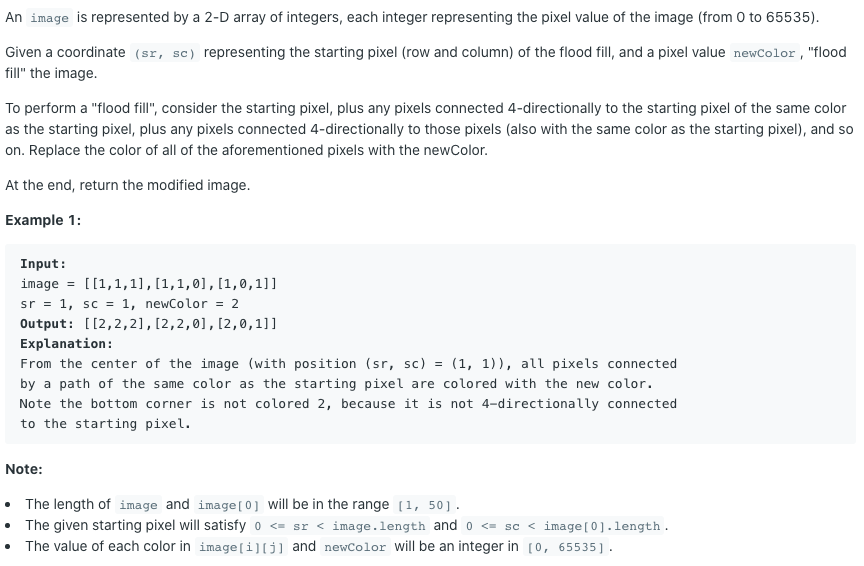 An image is represented by a 2-D array of integers, each integer representing the pixel value of the image (from 0 to 65535).
Given a coordinate (sr, sc) representing the starting pixel (row and column) of the flood fill, and a pixel value newColor, "flood
fill" the image.
To perform a "flood fill", consider the starting pixel, plus any pixels connected 4-directionally to the starting pixel of the same color
as the starting pixel, plus any pixels connected 4-directionally to those pixels (also with the same color as the starting pixel), and so
on. Replace the color of all of the aforementioned pixels with the newColor.
At the end, return the modified image.
Example 1:
Input:
image = [[1,1,1],[1,1,0],[1,0,1]]
sr = 1, sc = 1, newColor = 2
Output: [[2,2,2],[2,2,0],[2,0,1]]
Explanation:
From the center of the image (with position (sr, sc) = (1, 1)), all pixels connected
by a path of the same color as the starting pixel are colored with the new color.
Note the bottom corner is not colored 2, because it is not 4-directionally connected
to the starting pixel.
Note:
• The length of image and image[0] will be in the range [1, 50].
• The given starting pixel will satisfy 0 <= sr < image.length and 0 <= sc < image[0].length.
• The value of each color in image[i][j] and newColor will be an integer in [0, 65535].